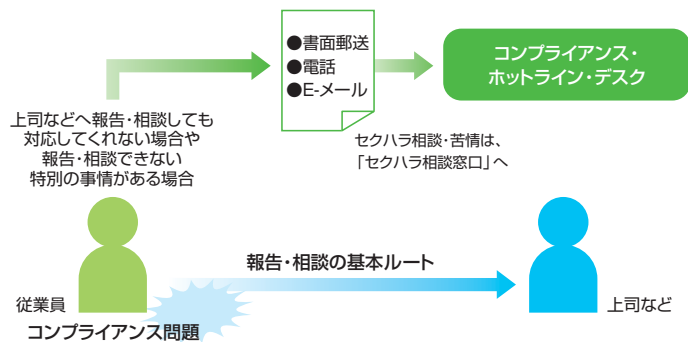 ●書面郵送
●電話
●E-メール
コンプライアンス・
ホットライン・デスク
上司などへ報告・相談しても
対応してくれない場合や
報告・相談できない
特別の事情がある場合
セクハラ相談・苦情は、
「セクハラ相談窓口」へ
報告・相談の基本ルート
従業員
上司など
コンプライアンス問題